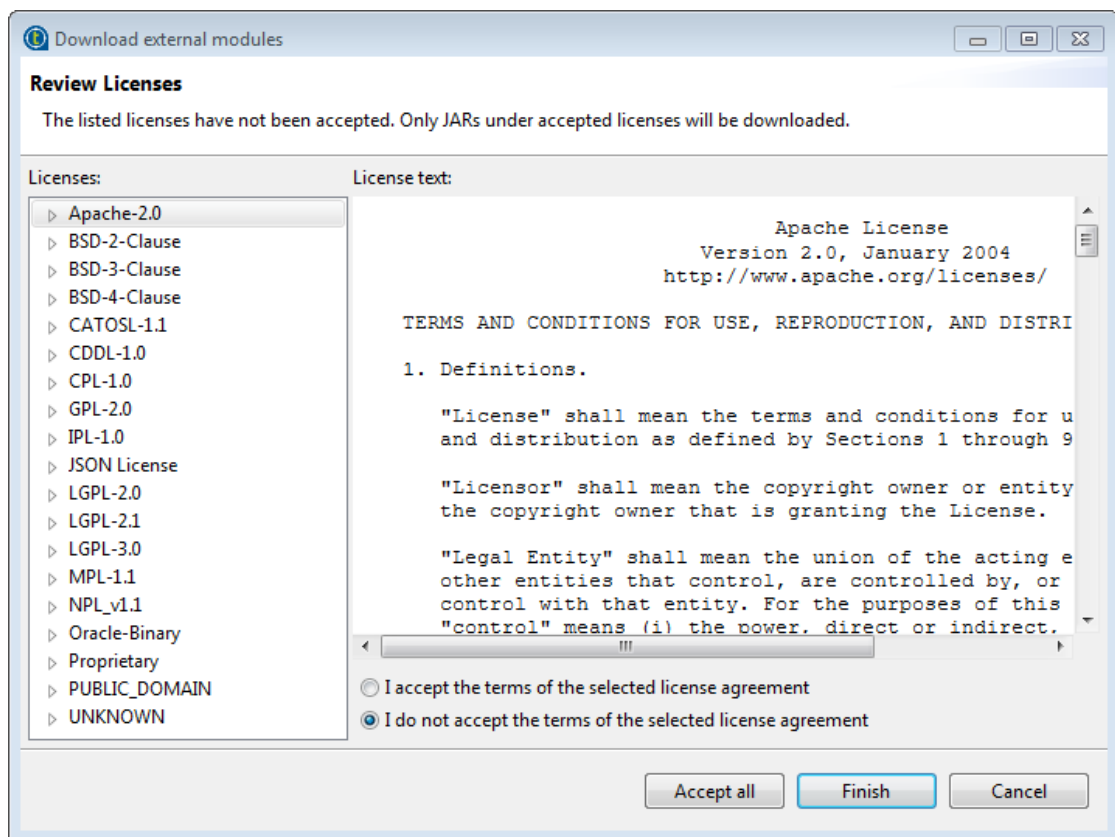 Download external modules
Review Licenses
The listed licenses have not been accepted. Only JARs under accepted licenses will be downloaded.
Licenses:
Apache-2.0
BSD-2-Clause
BSD-3-Clause
BSD-4-Clause
CATOSL-1.1
CDDL-1.0
CPL-1.0
GPL-2.0
IPL-1.0
JSON License
LGPL-2.0
LGPL-2.1
LGPL-3.0
MPL-1.1
NPL_v1.1
Oracle-Binary
Proprietary
PUBLIC_DOMAIN
UNKNOWN
License text:
Apache License
Version 2.0, January 2004
http://www.apache.org/licenses/
TERMS AND CONDITIONS FOR USE, REPRODUCTION, AND DISTRI
1. Definitions.
"License" shall mean the terms and conditions for u
and distribution as defined by Sections 1 through 9
"Licensor" shall mean the copyright owner or entity
the copyright owner that is granting the License.
"Legal Entity" shall mean the union of the acting e
other entities that control, are controlled by, or
control with that entity. For the purposes of this
"control" means (i) the power, direct or indirect,
I accept the terms of the selected license agreement
I do not accept the terms of the selected license agreement
Accept all
Finish
Cancel